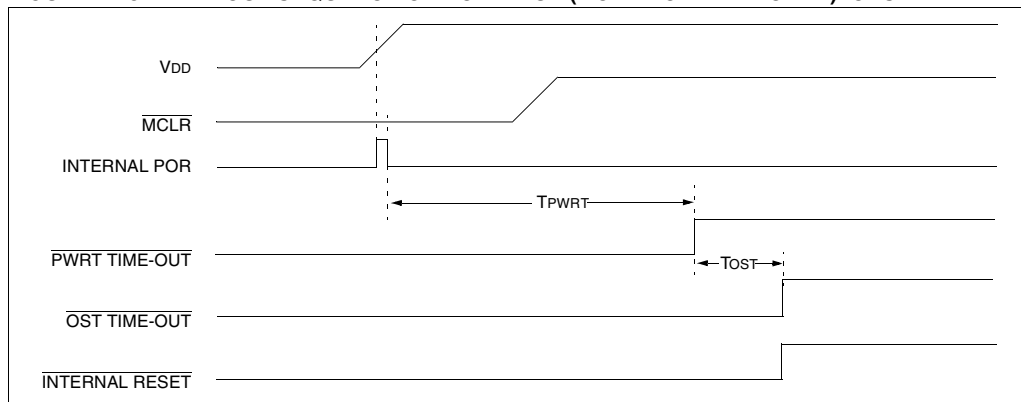 VDD
MCLR
INTERNAL POR
TPWRT
PWRT TIME-OUT
TOST
OST TIME-OUT
INTERNAL RESET